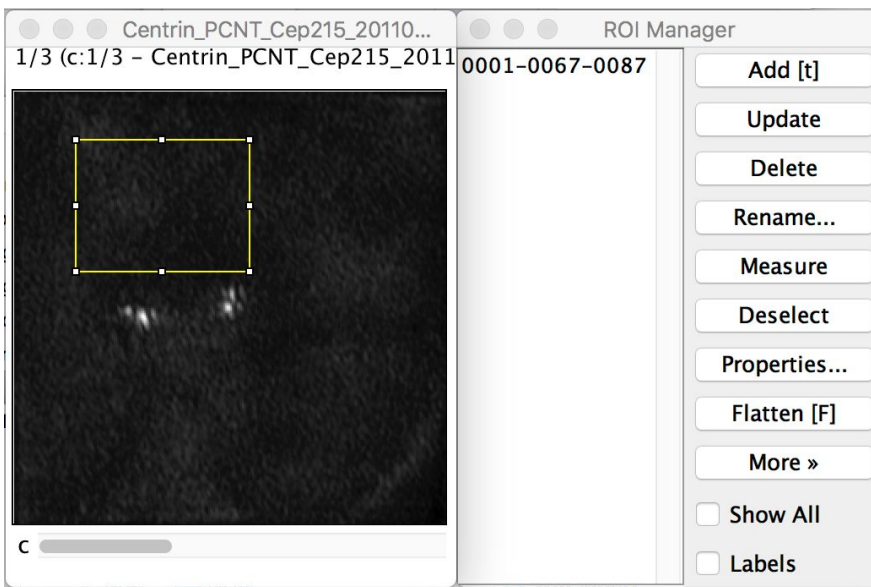 Centrin_PCNT_Cep215_20110...
1/3 (c:1/3 - Centrin_PCNT_Cep215_2011
c
ROI Manager
0001-0067-0087
Add [t]
Update
Delete
Rename...
Measure
Deselect
Properties...
Flatten [F]
More »
Show All
Labels